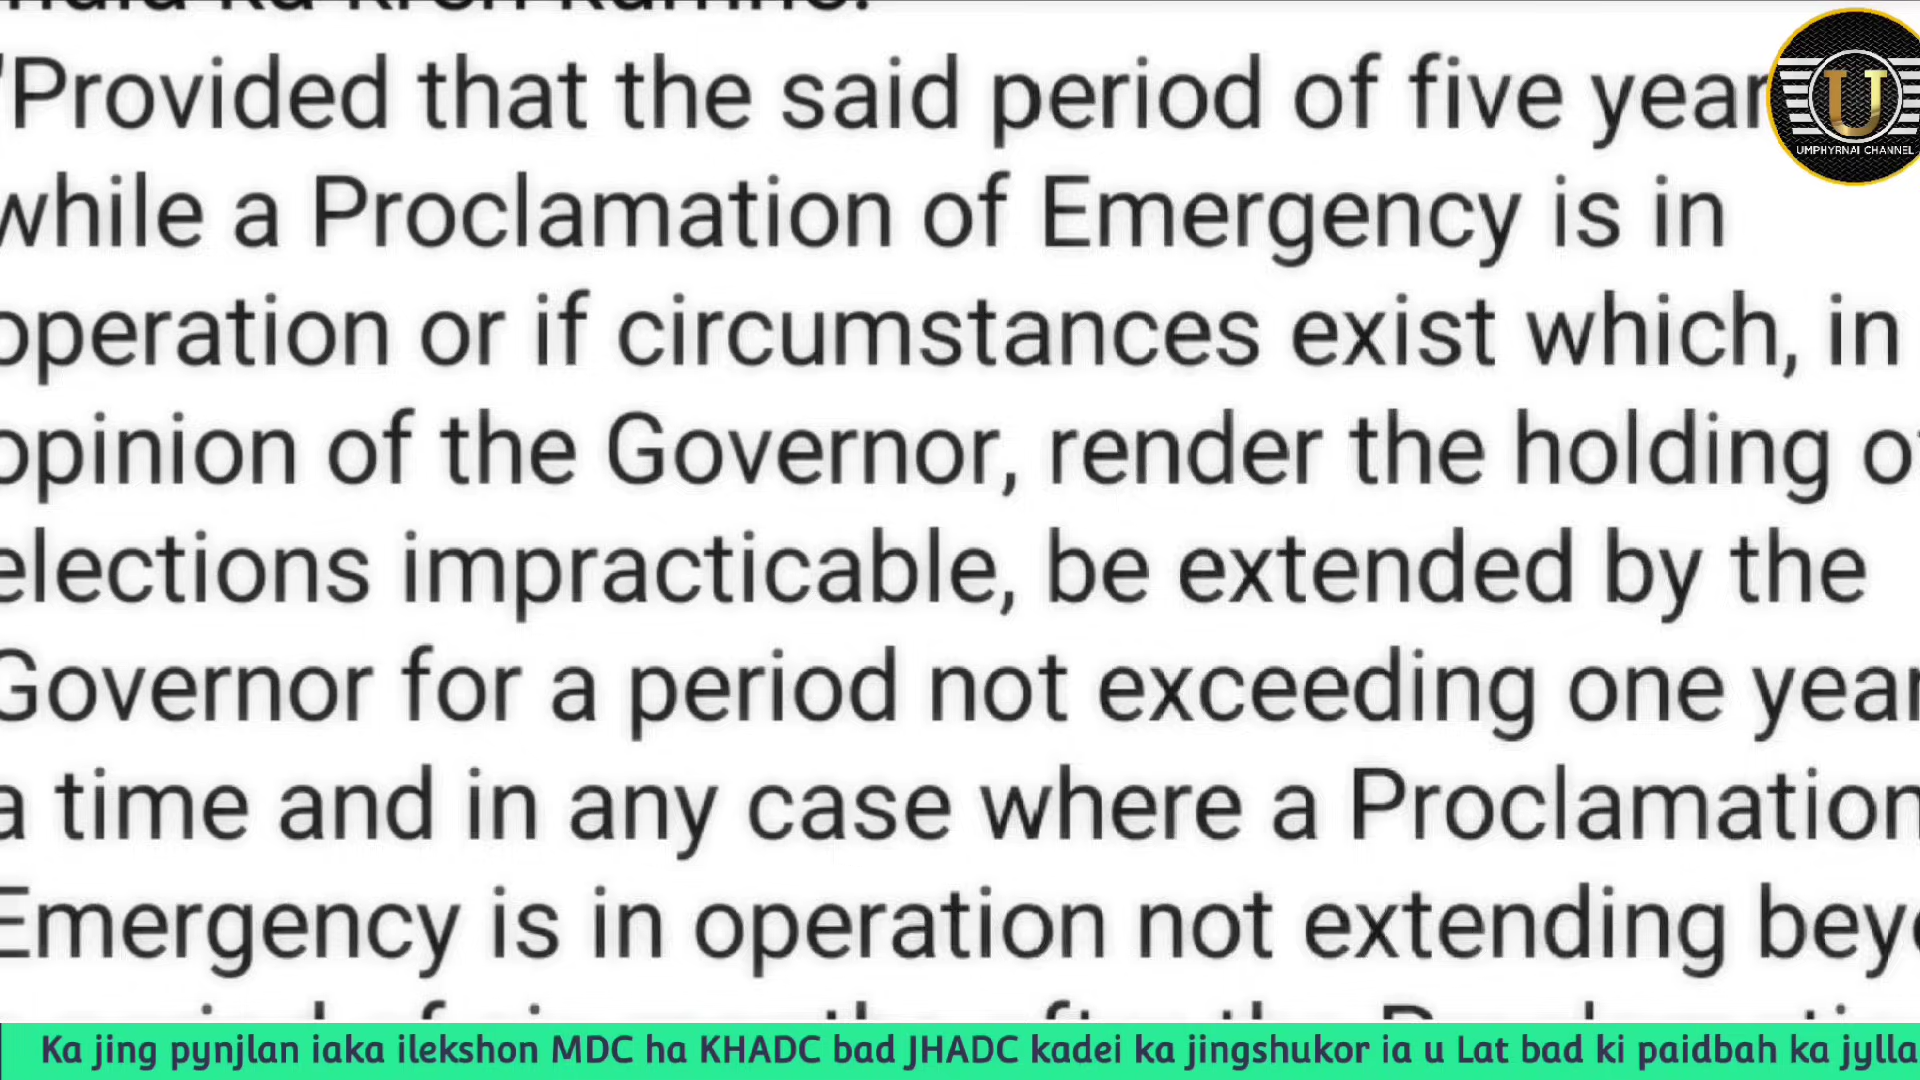 "Provided that the said period of five year
while a Proclamation of Emergency is in
operation or if circumstances exist which, in
opinion of the Governor, render the holding of
elections impracticable, be extended by the
Governor for a period not exceeding one year
a time and in any case where a Proclamation
Emergency is in operation not extending beyo
UMPHYRNAI CHANNEL
Ka jing pynjlan iaka ilekshon MDC ha KHADC bad JHADC kadei ka jingshukor ia u Lat bad ki paidbah ka jylla